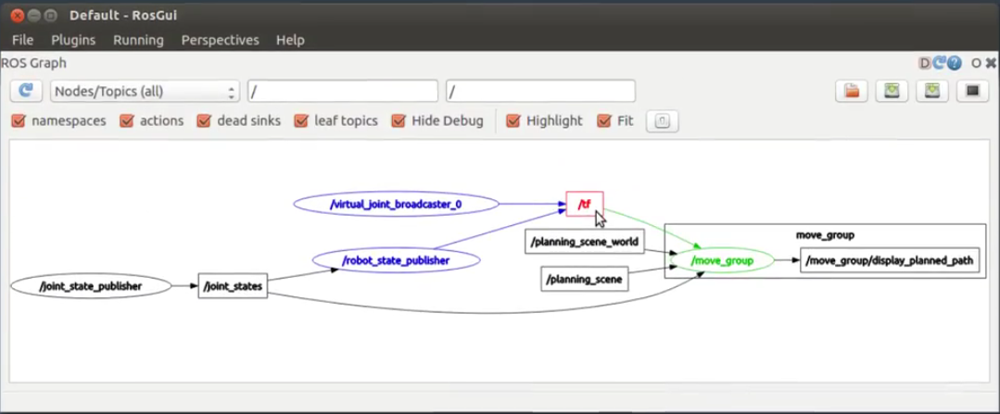 Default - RosGui
File Plugins Running Perspectives Help
ROS Graph
D ? O
Nodes/Topics (all) / /
namespaces actions dead sinks leaf topics Hide Debug Highlight Fit
/virtual_joint_broadcaster_0
/tf
/planning_scene_world
move_group
/robot_state_publisher
/move_group
/move_group/display_planned_path
/planning_scene
/joint_state_publisher
/joint_states